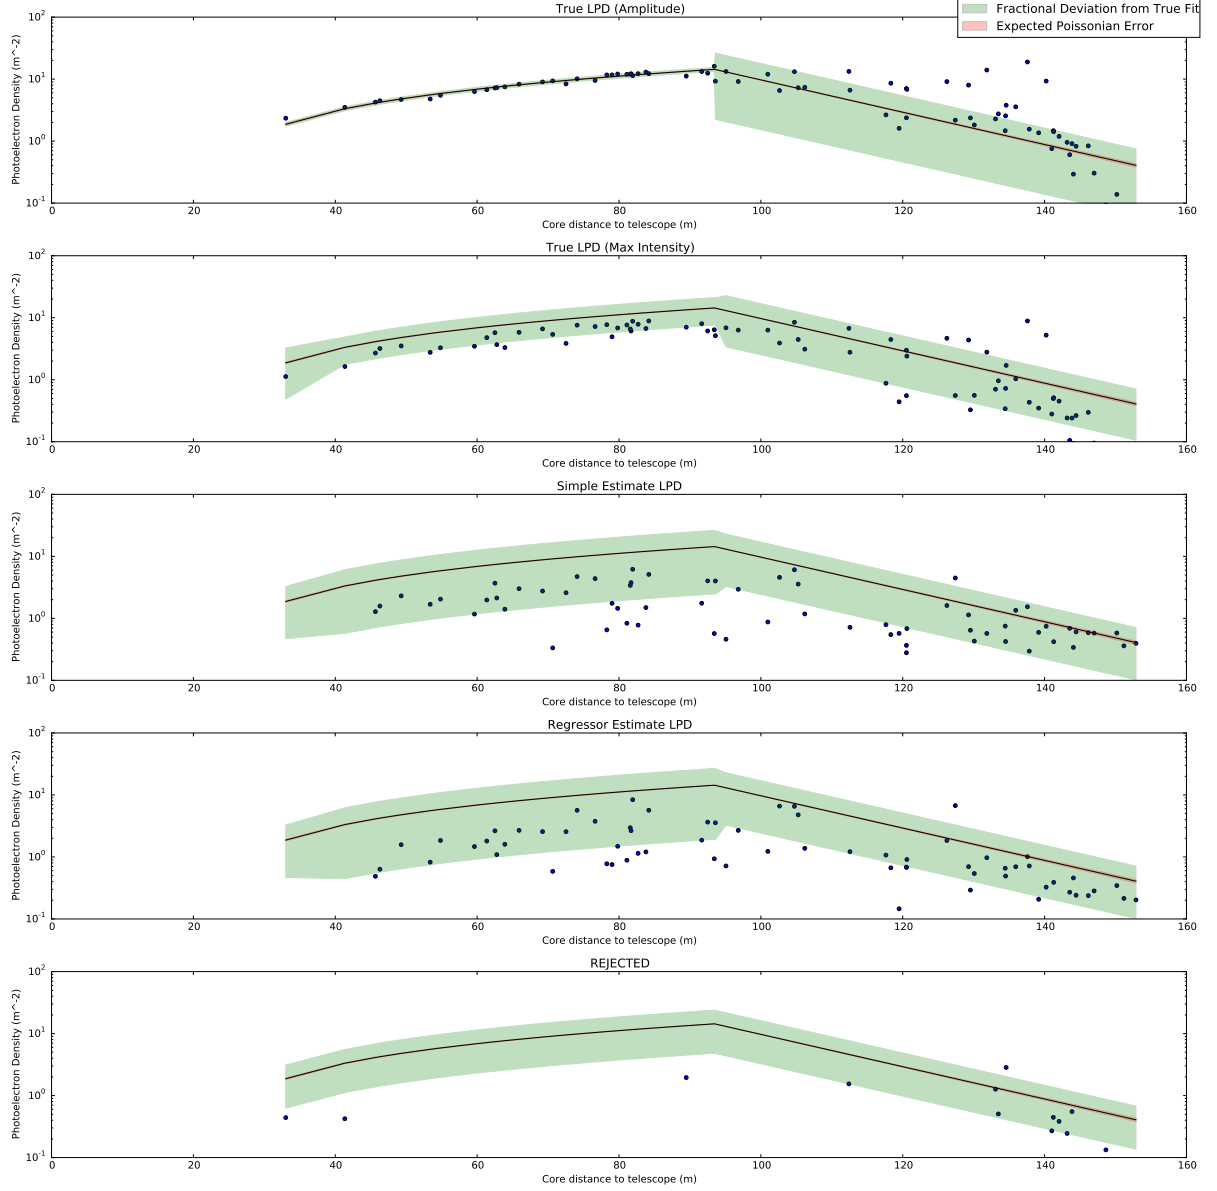 True LPD (Amplitude)
Fractional Deviation from True Fit
Expected Poissonian Error
Photoelectron Density (m^-2)
10^2
10^1
10^0
10^-1
0 20 40 60 80 100 120 140 160
Core distance to telescope (m)
True LPD (Max Intensity)
Photoelectron Density (m^-2)
10^2
10^1
10^0
10^-1
0 20 40 60 80 100 120 140 160
Core distance to telescope (m)
Simple Estimate LPD
Photoelectron Density (m^-2)
10^2
10^1
10^0
10^-1
0 20 40 60 80 100 120 140 160
Core distance to telescope (m)
Regressor Estimate LPD
Photoelectron Density (m^-2)
10^2
10^1
10^0
10^-1
0 20 40 60 80 100 120 140 160
Core distance to telescope (m)
REJECTED
Photoelectron Density (m^-2)
10^2
10^1
10^0
10^-1
0 20 40 60 80 100 120 140 160
Core distance to telescope (m)